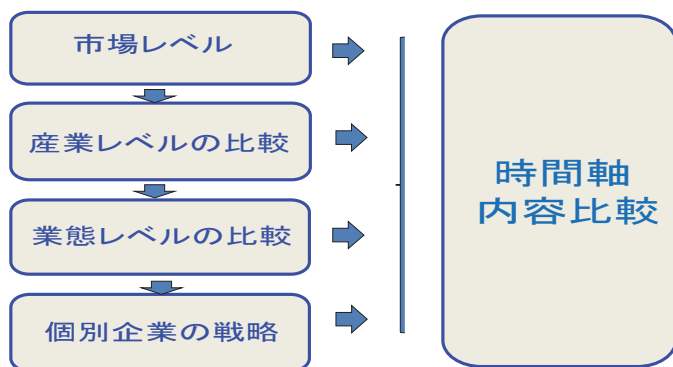 市場レベル
産業レベルの比較
業態レベルの比較
個別企業の戦略
時間軸
内容比較